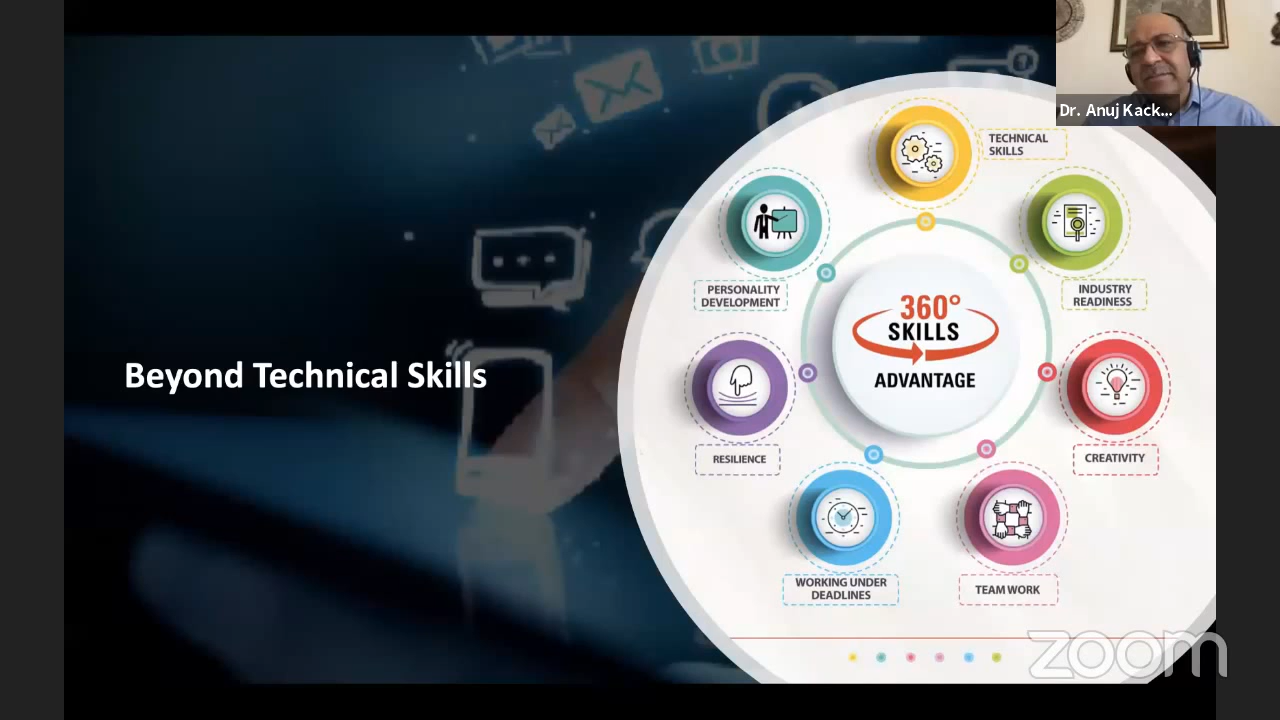 Dr. Anuj Kack...
Beyond Technical Skills
TECHNICAL
SKILLS
INDUSTRY
READINESS
CREATIVITY
TEAM WORK
WORKING UNDER
DEADLINES
RESILIENCE
PERSONALITY
DEVELOPMENT
360°
SKILLS
ADVANTAGE
zoom